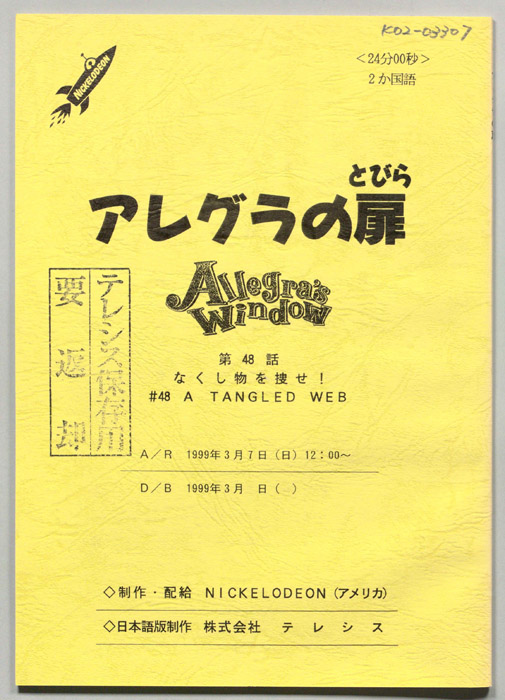 K02-03307
<24分00秒>
2か国語
NICKELODEON
とびら
アレグラの扉
Allegra's
Window
テレシス保存用
要返却
第 48 話
なくし物を捜せ！
#48 A TANGLED WEB
A／R 1999年3月7日（日）12：00～
D／B 1999年3月 日（ ）
◇制作・配給 NICKELODEON（アメリカ）
◇日本語版制作 株式会社 テレシス